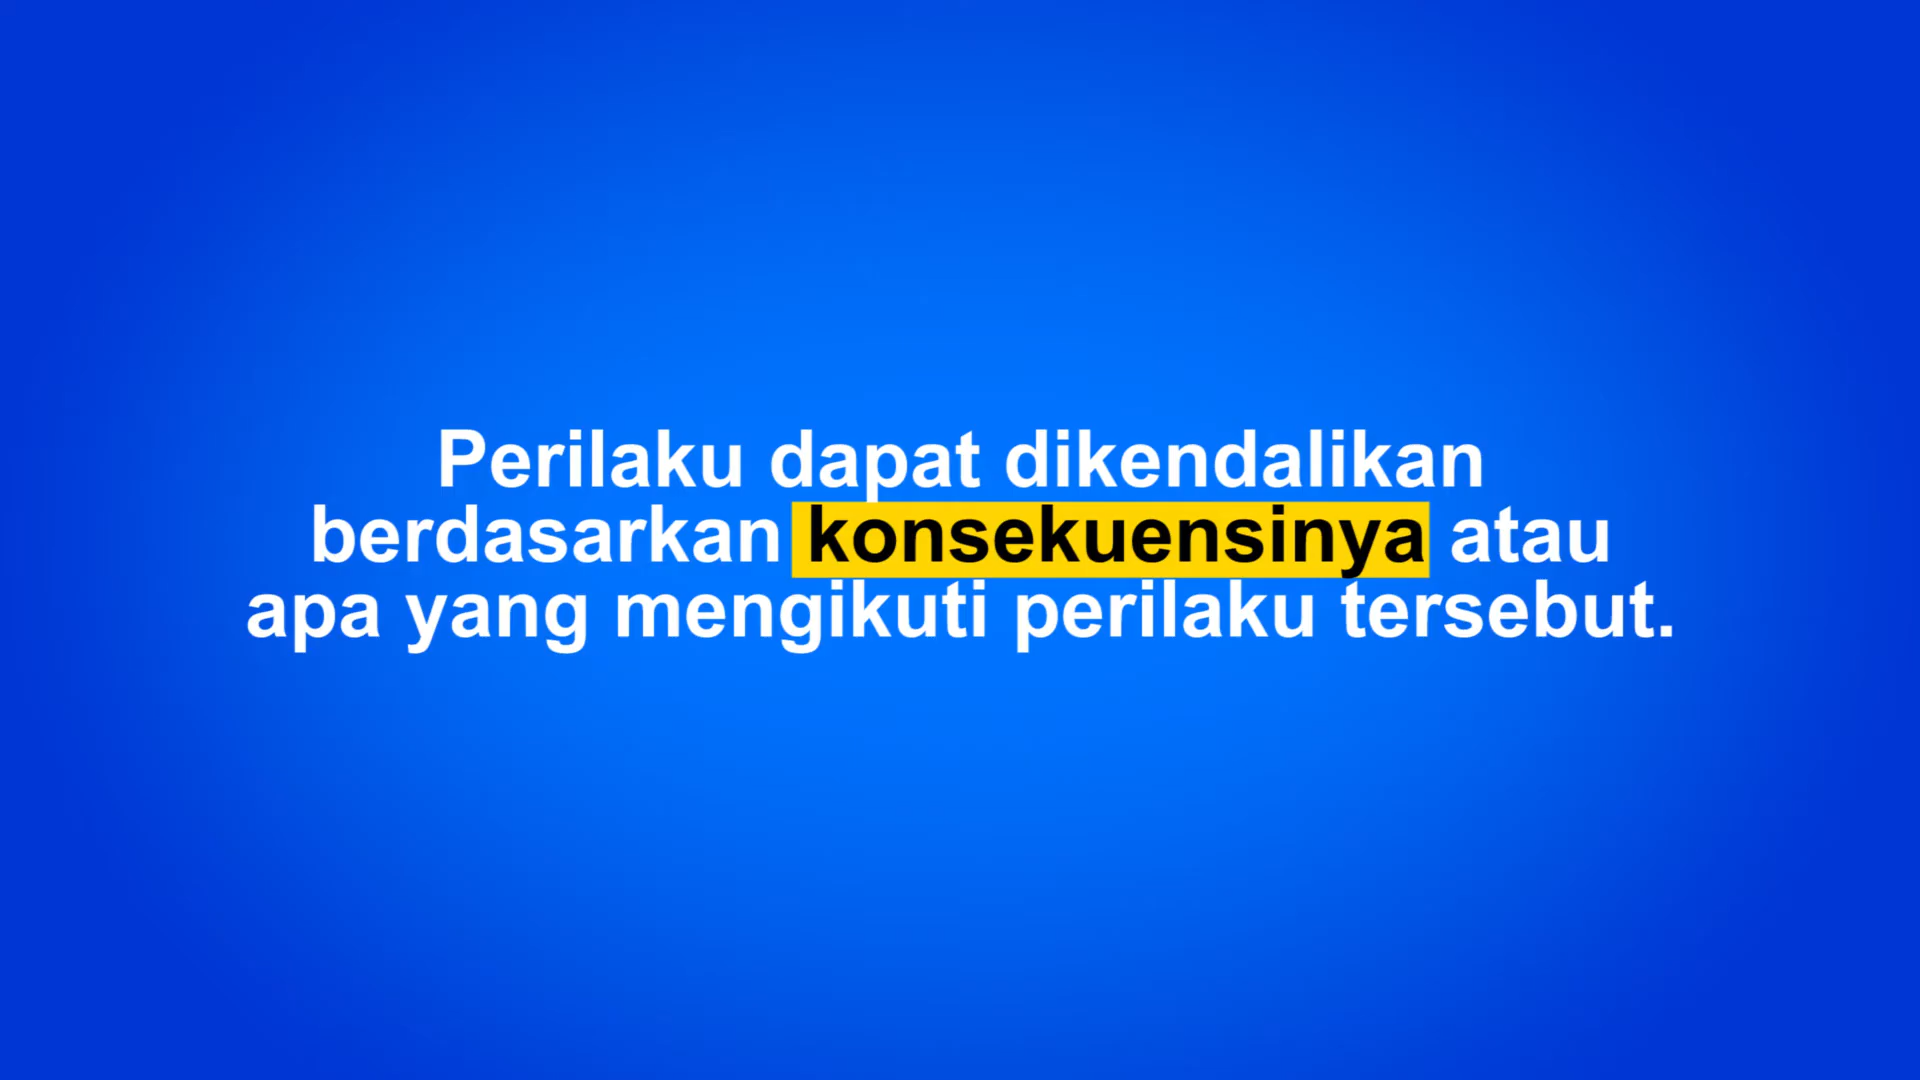 Perilaku dapat dikendalikan
berdasarkan konsekuensinya atau
apa yang mengikuti perilaku tersebut.